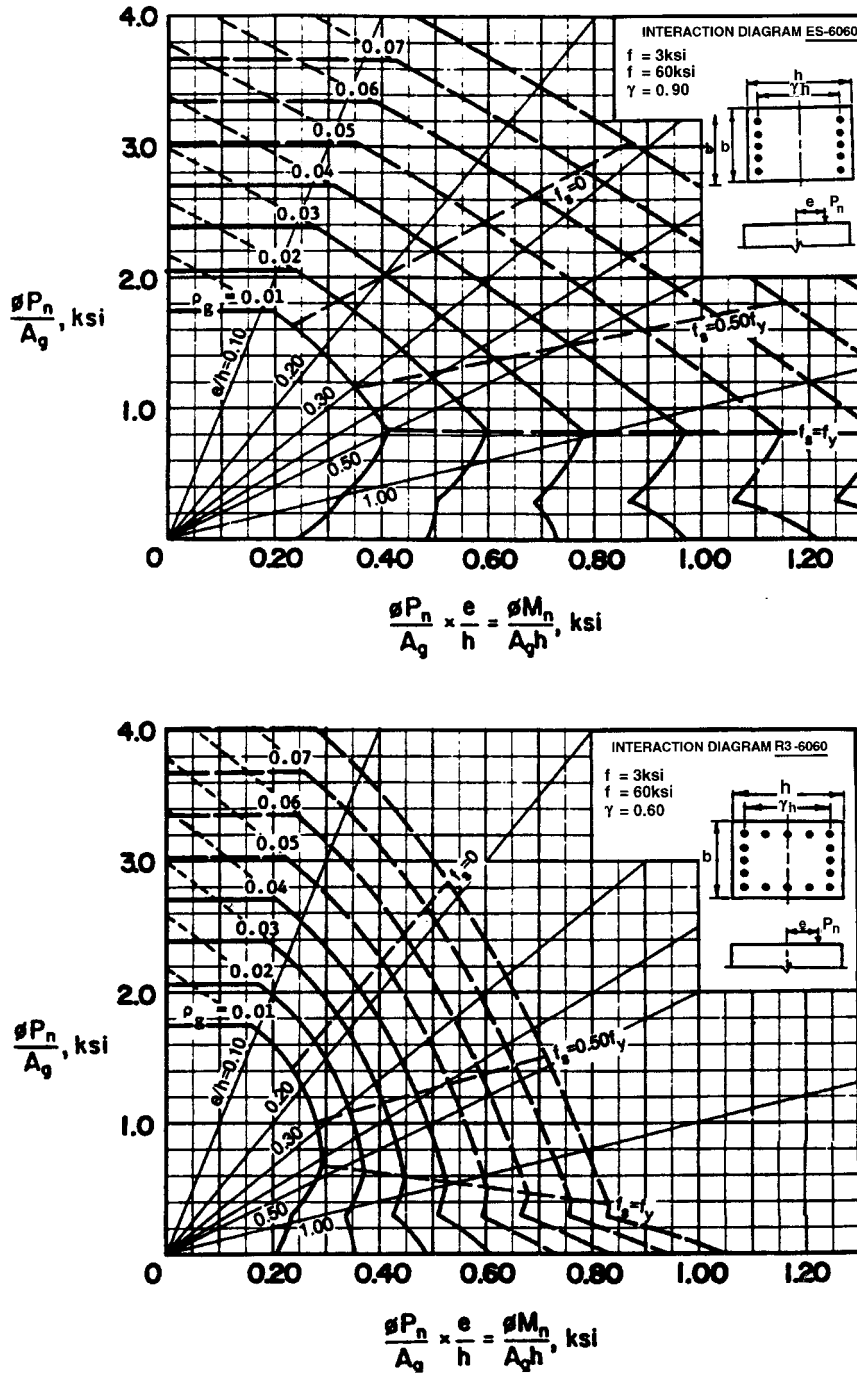 INTERACTION DIAGRAM ES-6060
f = 3ksi
f = 60ksi
γ = 0.90
h
γh
b
b
e
Pn
0.07
0.06
0.05
0.04
0.03
0.02
ρg = 0.01
fs=0
fs=0.50fy
fs=fy
e/h=0.10
0.20
0.30
0.50
1.00
4.0
3.0
2.0
1.0
øPn/Ag, ksi
0 0.20 0.40 0.60 0.80 1.00 1.20
øPn/Ag × e/h = øMn/Agh, ksi
INTERACTION DIAGRAM R3-6060
f = 3ksi
f = 60ksi
γ = 0.60
h
γh
b
e
Pn
0.07
0.06
0.05
0.04
0.03
0.02
ρg = 0.01
fs=0
fs=0.50fy
fs=fy
e/h=0.10
0.20
0.30
0.50
1.00
4.0
3.0
2.0
1.0
øPn/Ag, ksi
0 0.20 0.40 0.60 0.80 1.00 1.20
øPn/Ag × e/h = øMn/Agh, ksi